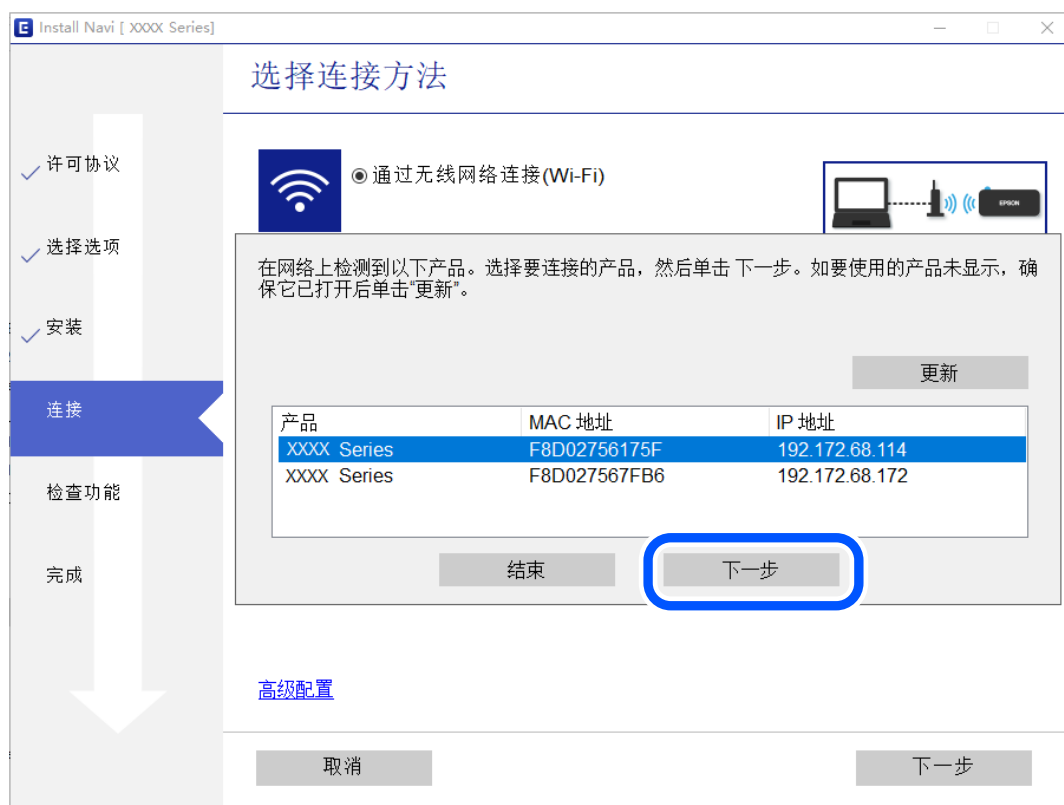 Install Navi [ XXXX Series]
选择连接方法
许可协议
选择选项
安装
连接
检查功能
完成
通过无线网络连接(Wi-Fi)
EPSON
在网络上检测到以下产品。选择要连接的产品，然后单击 下一步。如要使用的产品未显示，确
保它已打开后单击“更新”。
更新
产品 MAC 地址 IP 地址
XXXX Series F8D02756175F 192.172.68.114
XXXX Series F8D027567FB6 192.172.68.172
结束 下一步
高级配置
取消 下一步